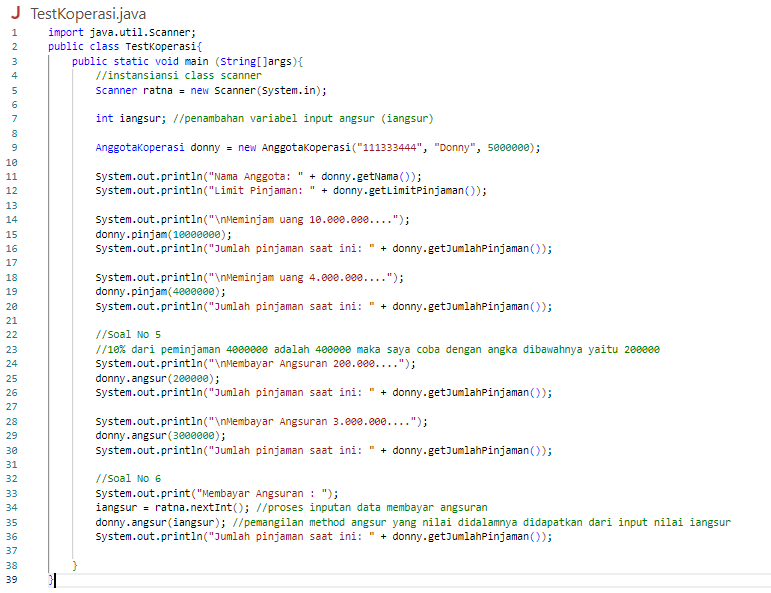 J TestKoperasi.java
1 import java.util.Scanner;
2 public class TestKoperasi{
3 public static void main (String[]args){
4 //instansiansi class scanner
5 Scanner ratna = new Scanner(System.in);
6
7 int iangsur; //penambahan variabel input angsur (iangsur)
8
9 AnggotaKoperasi donny = new AnggotaKoperasi("111333444", "Donny", 5000000);
10
11 System.out.println("Nama Anggota: " + donny.getNama());
12 System.out.println("Limit Pinjaman: " + donny.getLimitPinjaman());
13
14 System.out.println("\nMeminjam uang 10.000.000....");
15 donny.pinjam(10000000);
16 System.out.println("Jumlah pinjaman saat ini: " + donny.getJumlahPinjaman());
17
18 System.out.println("\nMeminjam uang 4.000.000....");
19 donny.pinjam(4000000);
20 System.out.println("Jumlah pinjaman saat ini: " + donny.getJumlahPinjaman());
21
22 //Soal No 5
23 //10% dari peminjaman 4000000 adalah 400000 maka saya coba dengan angka dibawahnya yaitu 200000
24 System.out.println("\nMembayar Angsuran 200.000....");
25 donny.angsur(200000);
26 System.out.println("Jumlah pinjaman saat ini: " + donny.getJumlahPinjaman());
27
28 System.out.println("\nMembayar Angsuran 3.000.000....");
29 donny.angsur(3000000);
30 System.out.println("Jumlah pinjaman saat ini: " + donny.getJumlahPinjaman());
31
32 //Soal No 6
33 System.out.print("Membayar Angsuran : ");
34 iangsur = ratna.nextInt(); //proses inputan data membayar angsuran
35 donny.angsur(iangsur); //pemangilan method angsur yang nilai didalamnya didapatkan dari input nilai iangsur
36 System.out.println("Jumlah pinjaman saat ini: " + donny.getJumlahPinjaman());
37
38 }
39 }